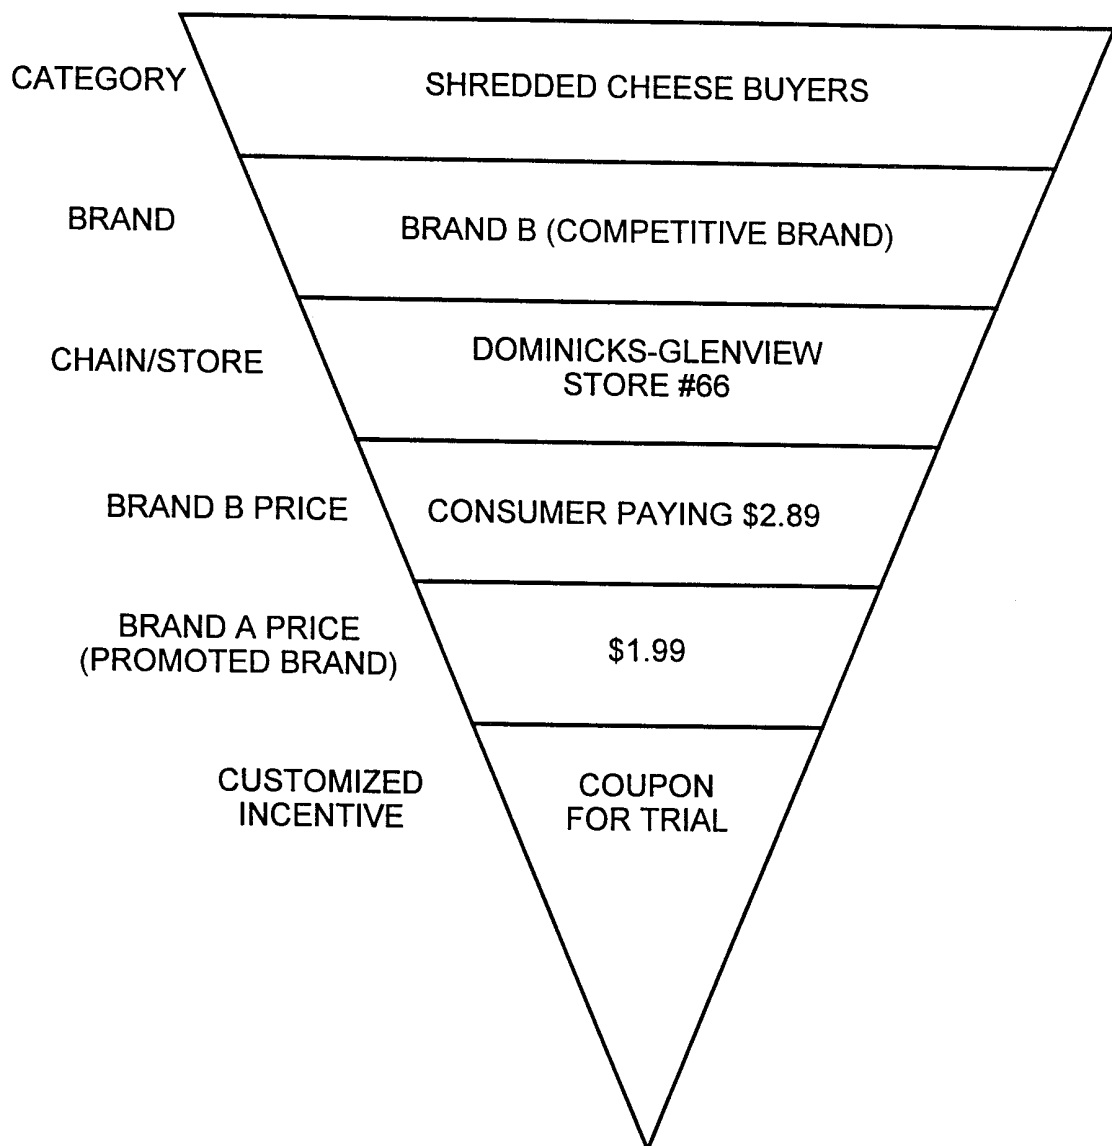 CATEGORY
SHREDDED CHEESE BUYERS
BRAND
BRAND B (COMPETITIVE BRAND)
CHAIN/STORE
DOMINICKS-GLENVIEW
STORE #66
BRAND B PRICE
CONSUMER PAYING $2.89
BRAND A PRICE
(PROMOTED BRAND)
$1.99
CUSTOMIZED
INCENTIVE
COUPON
FOR TRIAL